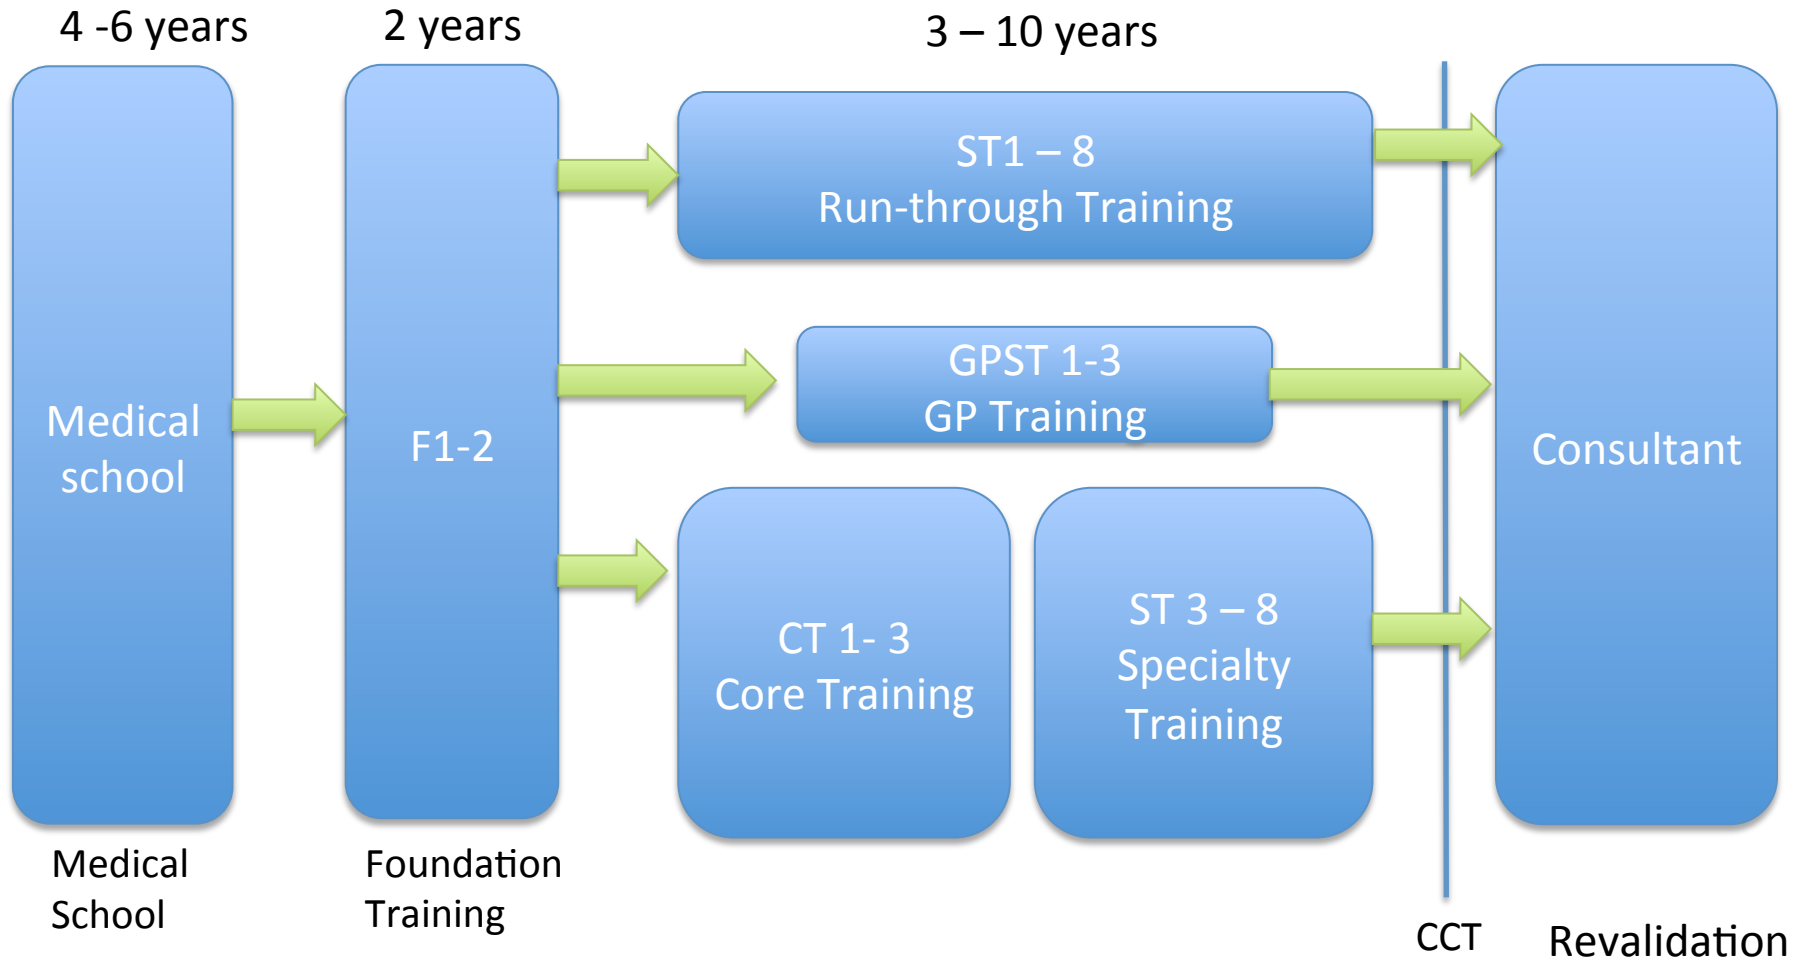 4 -6 years
2 years
3 – 10 years
Medical
school
F1-2
ST1 – 8
Run-through Training
GPST 1-3
GP Training
CT 1- 3
Core Training
ST 3 – 8
Specialty
Training
Consultant
Medical
School
Foundation
Training
CCT
Revalidation